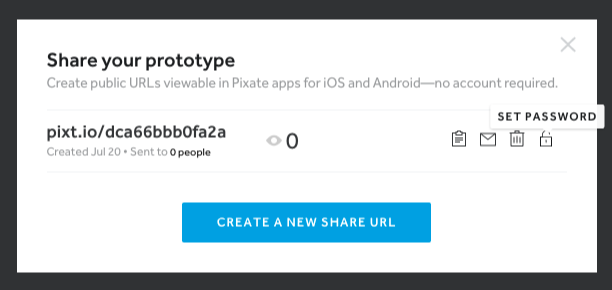 Share your prototype
Create public URLs viewable in Pixate apps for iOS and Android—no account required.
SET PASSWORD
pixt.io/dca66bbb0fa2a
0
Created Jul 20 • Sent to 0 people
CREATE A NEW SHARE URL